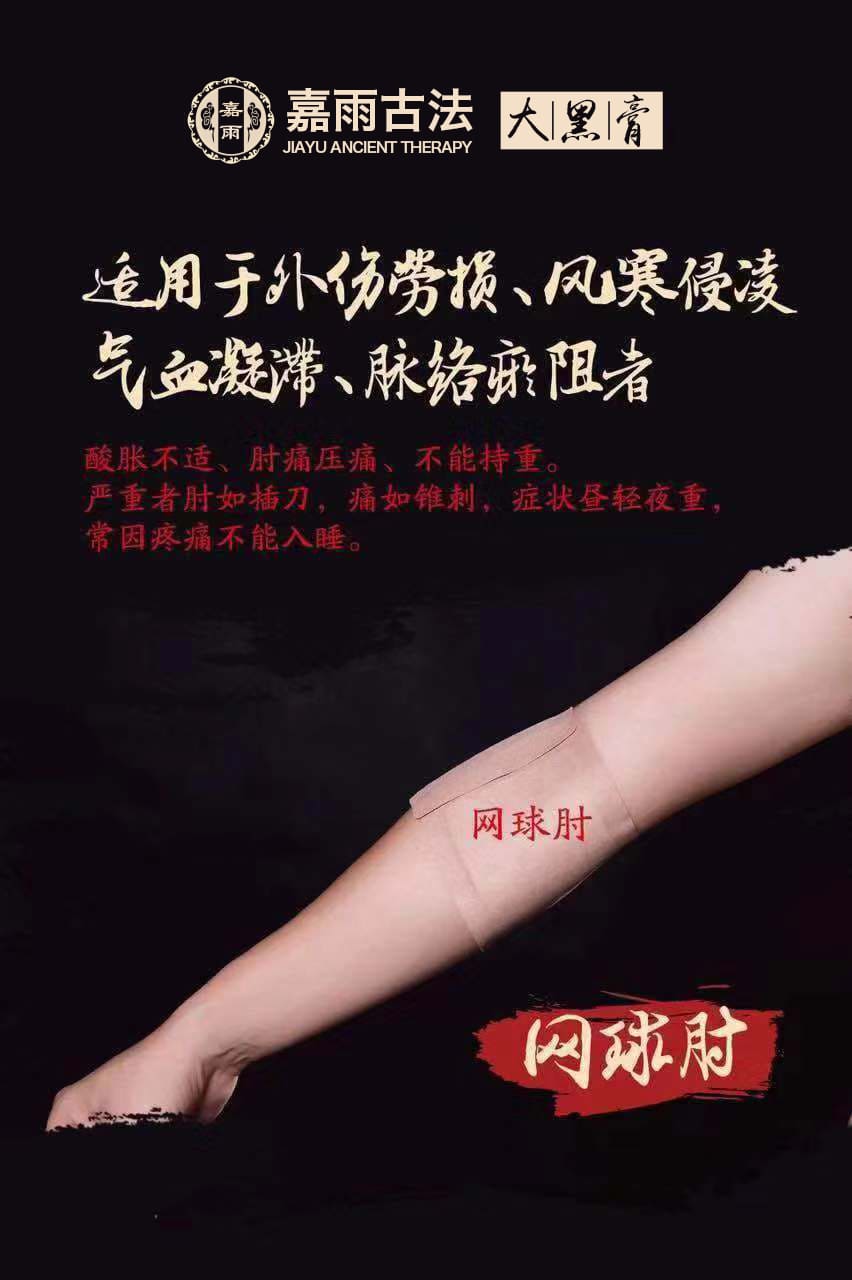 嘉雨
嘉雨古法
JIAYU ANCIENT THERAPY
大黑膏
适用于外伤劳损、风寒侵凌
气血凝滞、脉络瘀阻者
酸胀不适、肘痛压痛、不能持重。
严重者肘如插刀，痛如锥刺，症状昼轻夜重，
常因疼痛不能入睡。
网球肘
网球肘